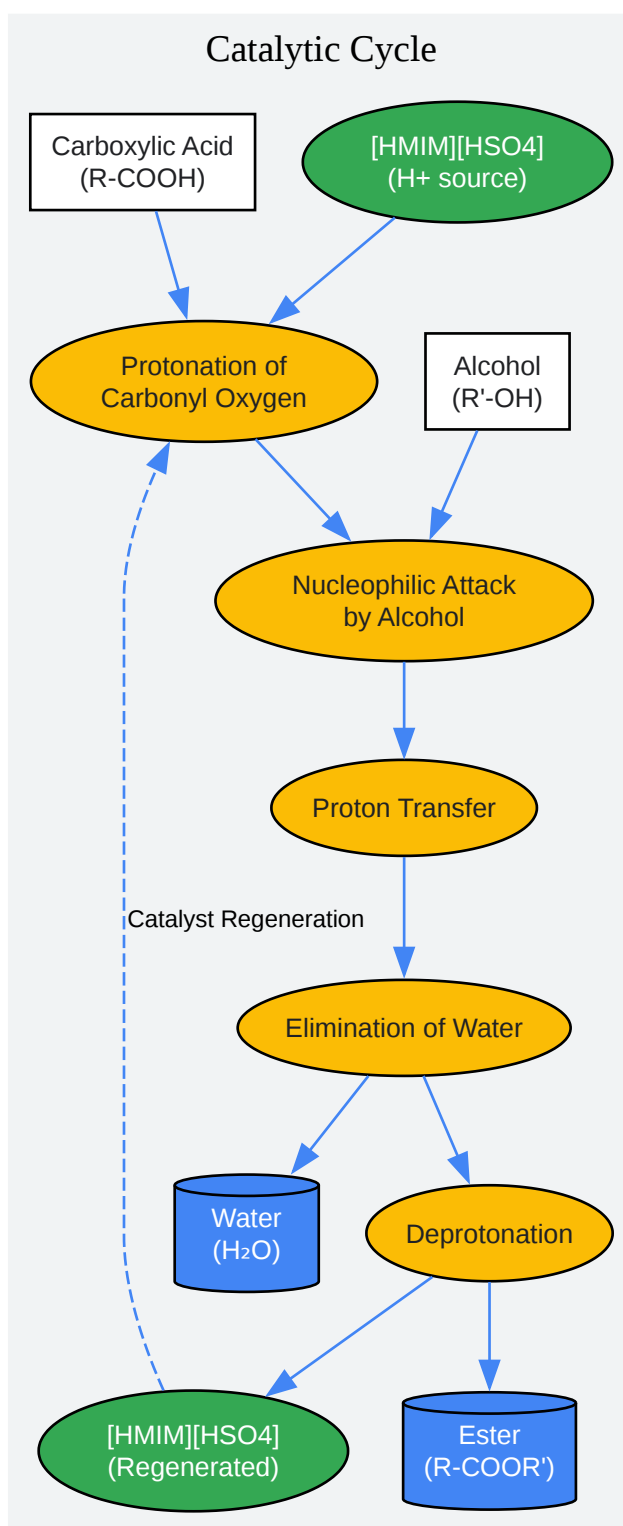 Catalytic Cycle
Carboxylic Acid
(R-COOH)
[HMIM][HSO4]
(H+ source)
Protonation of
Carbonyl Oxygen
Alcohol
(R'-OH)
Nucleophilic Attack
by Alcohol
Proton Transfer
Catalyst Regeneration
Elimination of Water
Water
(H₂O)
Deprotonation
[HMIM][HSO4]
(Regenerated)
Ester
(R-COOR')